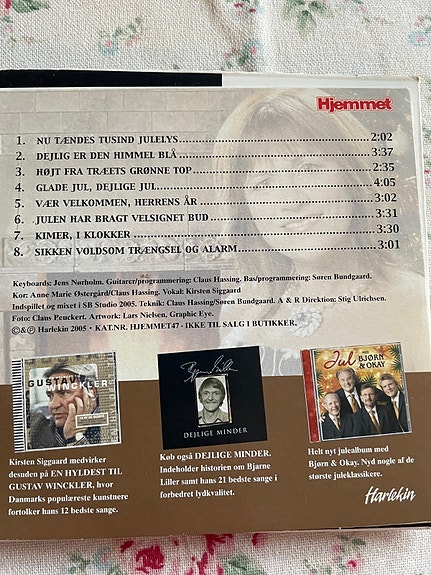 Hjemmet
1. NU TÆNDES TUSIND JULELYS 2:02
2. DEJLIG ER DEN HIMMEL BLÅ 3:37
3. HØJT FRA TRÆETS GRØNNE TOP 2:35
4. GLADE JUL, DEJLIGE JUL 4:05
5. VÆR VELKOMMEN, HERRENS ÅR 3:02
6. JULEN HAR BRAGT VELSIGNET BUD 3:31
7. KIMER, I KLOKKER 3:30
8. SIKKEN VOLDSOM TRÆNGSEL OG ALARM 3:01
Keyboards: Jens Nørholm. Guitarer/programmering: Claus Hassing. Bas/programmering: Søren Bundgaard.
Kor: Anne Marie Østergård/Claus Hassing. Vokal: Kirsten Siggaard
Indspillet og mixet i SB Studie 2005. Teknik: Claus Hassing/Søren Bundgaard. A & R Direktion: Stig Ulrichsen.
Foto: Claus Peuckert. Artwork: Lars Nielsen, Graphic Eye.
©&℗ Harlekin 2005 • KAT.NR. HJEMMET47 - IKKE TIL SALG I BUTIKKER.
GUSTAV
WINCKLER
DEJLIGE MINDER
Jul BJØRN
& OKAY
Kirsten Siggaard medvirker
desuden på EN HYLDEST TIL
GUSTAV WINCKLER, hvor
Danmarks populæreste kunstnere
fortolker hans 12 bedste sange.
Køb også DEJLIGE MINDER.
Indeholder historien om Bjarne
Liller samt hans 21 bedste sange i
forbedret lydkvalitet.
Helt nyt julealbum med
Bjørn & Okay. Nyd nogle af de
største juleklassikere.
Harlekin